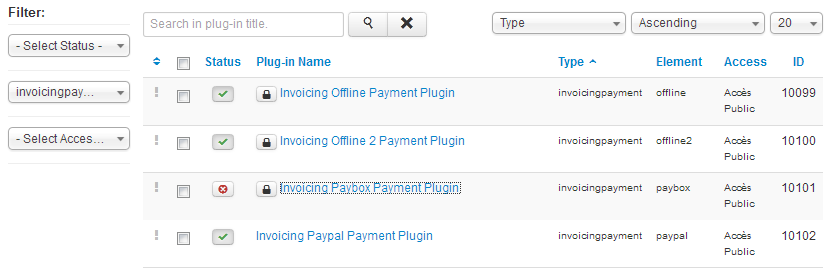 Filter:
- Select Status -
invoicingpay...
- Select Acces...
Search in plug-in title.
Type
Ascending
20
Status Plug-in Name Type Element Access ID
Invoicing Offline Payment Plugin invoicingpayment offline Accès Public 10099
Invoicing Offline 2 Payment Plugin invoicingpayment offline2 Accès Public 10100
Invoicing Paybox Payment Plugin invoicingpayment paybox Accès Public 10101
Invoicing Paypal Payment Plugin invoicingpayment paypal Accès Public 10102